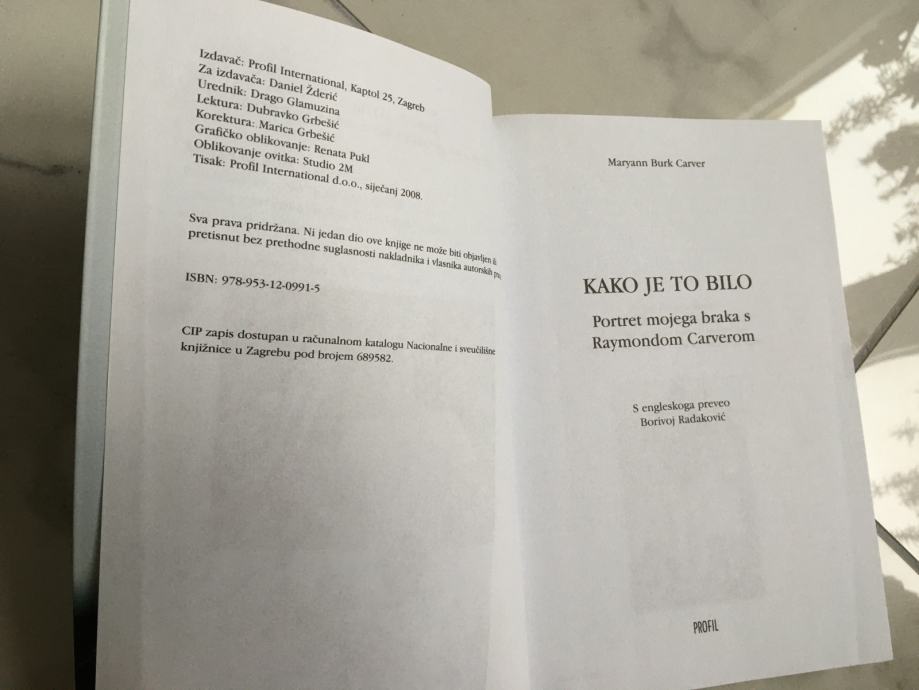 Izdavač: Profil International, Kaptol 25, Zagreb
Za izdavača: Daniel Žderić
Urednik: Drago Glamuzina
Lektura: Dubravko Grbešić
Korektura: Marica Grbešić
Grafičko oblikovanje: Renata Pukl
Oblikovanje ovitka: Studio 2M
Tisak: Profil International d.o.o., siječanj 2008.
Sva prava pridržana. Ni jedan dio ove knjige ne može biti objavljen
pretisnut bez prethodne suglasnosti nakladnika i vlasnika autorskih
ISBN: 978-953-12-0991-5
CIP zapis dostupan u računalnom katalogu Nacionalne i sveučilišne
knjižnice u Zagrebu pod brojem 689582.
Maryann Burk Carver
KAKO JE TO BILO
Portret mojega braka s
Raymondom Carverom
S engleskoga preveo
Borivoj Radaković
PROFIL